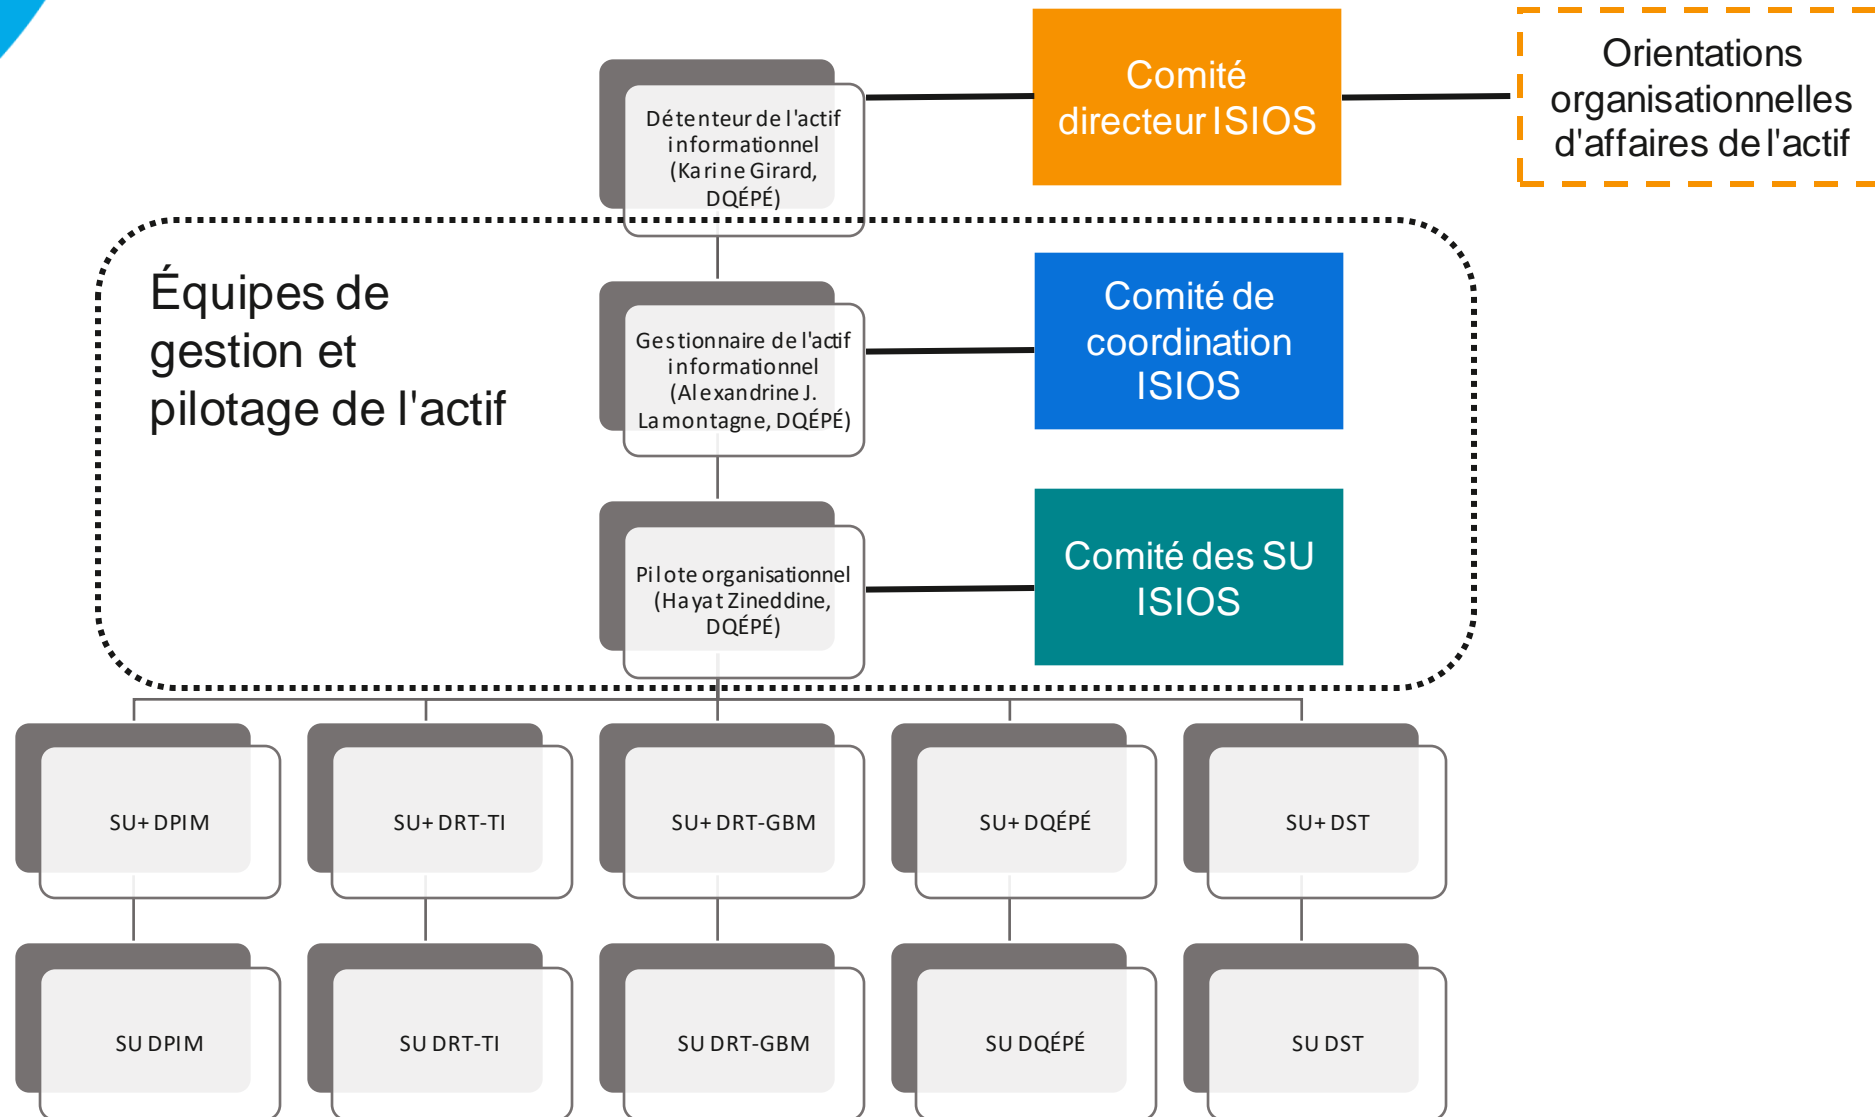 Détenteur de l'actif
informationnel
(Karine Girard,
DQÉPÉ)
Comité
directeur ISIOS
Orientations
organisationnelles
d'affaires de l'actif
Équipes de
gestion et
pilotage de l'actif
Gestionnaire de l'actif
informationnel
(Alexandrine J.
Lamontagne, DQÉPÉ)
Comité de
coordination
ISIOS
Pilote organisationnel
(Hayat Zineddine,
DQÉPÉ)
Comité des SU
ISIOS
SU+ DPIM
SU+ DRT-TI
SU+ DRT-GBM
SU+ DQÉPÉ
SU+ DST
SU DPIM
SU DRT-TI
SU DRT-GBM
SU DQÉPÉ
SU DST